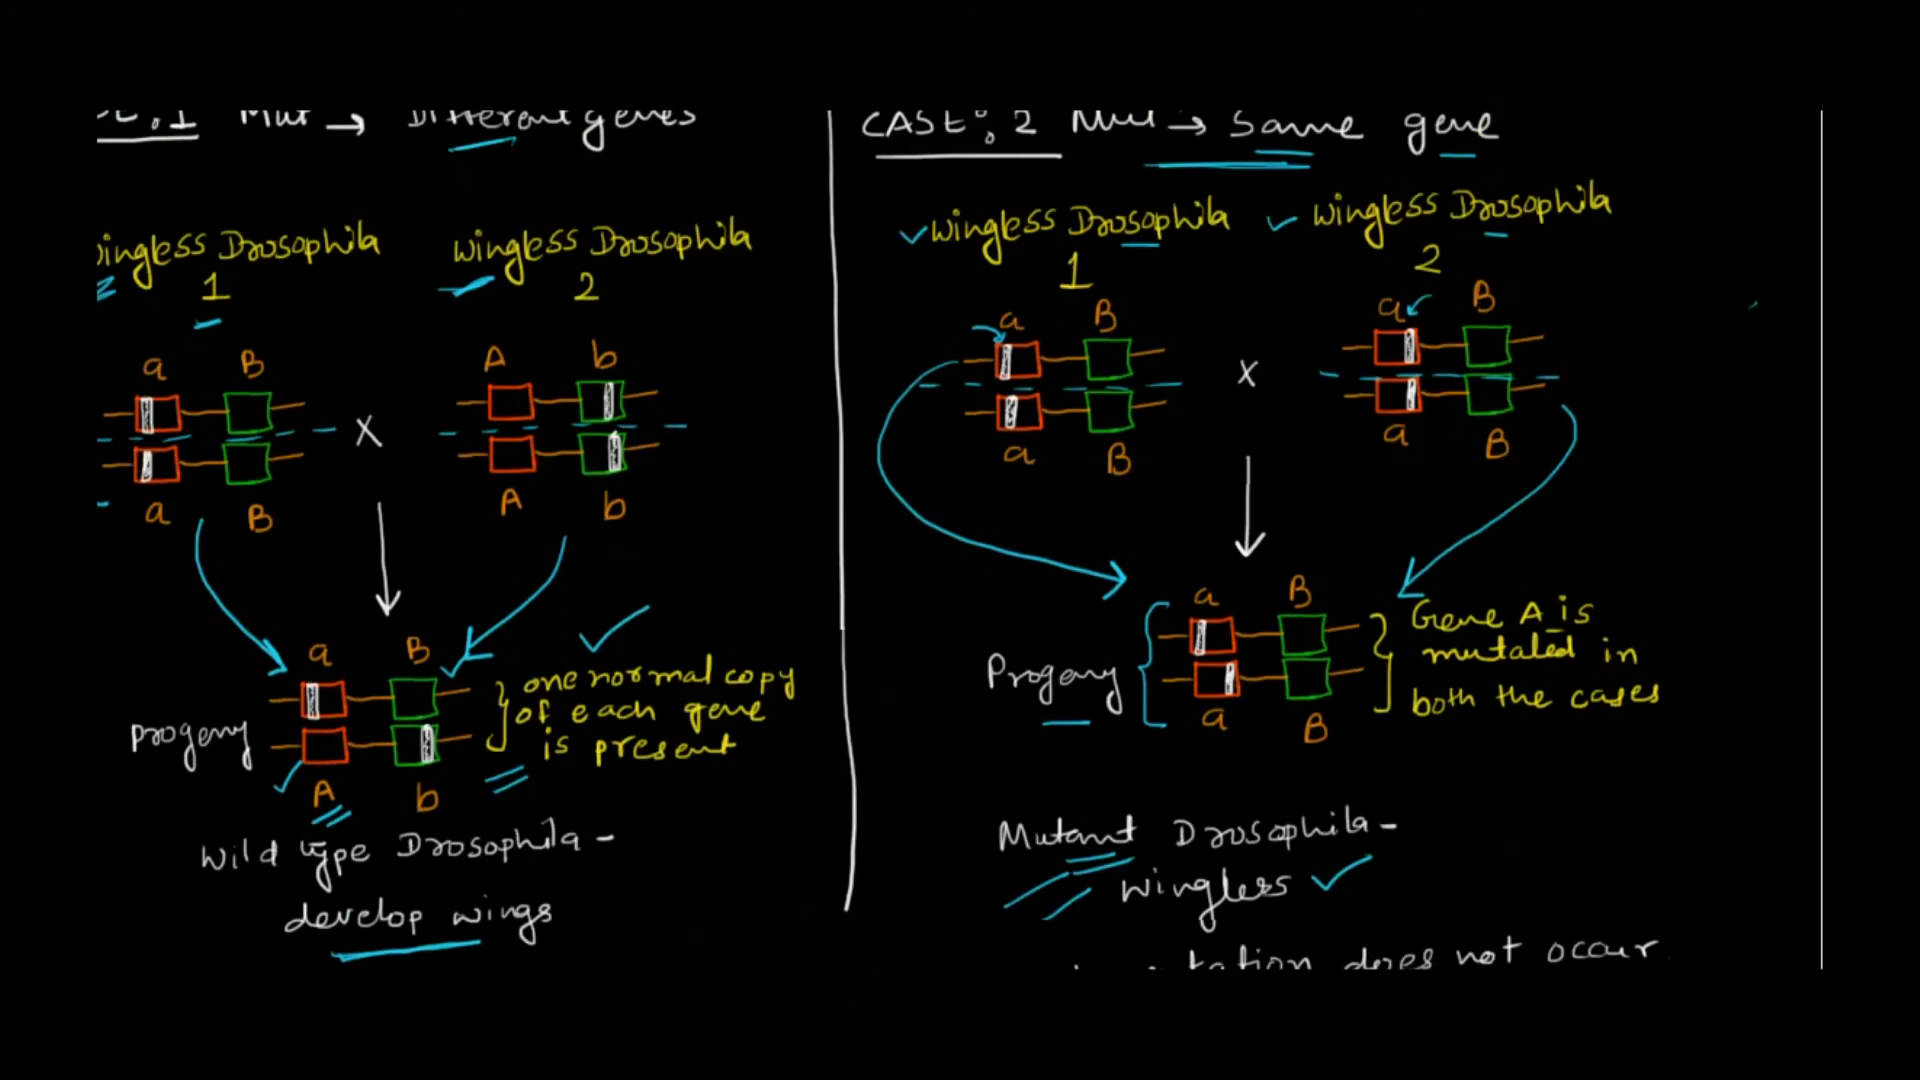 Mut → Different genes
wingless Drosophila 1
wingless Drosophila 2
a B
A b
X
a B
A b
a B
Progeny
A b
one normal copy
of each gene
is present
Wild type Drosophila -
develop wings
CASE: 2 Mut → Same gene
wingless Drosophila 1
wingless Drosophila 2
a B
a B
X
a B
a B
a B
Progeny
a B
Gene A is
mutated in
both the cases
Mutant Drosophila -
wingless
does not occur.